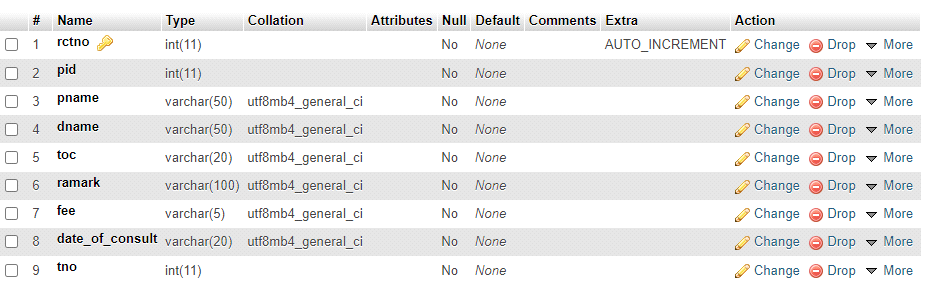 # Name Type Collation Attributes Null Default Comments Extra Action
1 rctno int(11) No None AUTO_INCREMENT Change Drop More
2 pid int(11) No None Change Drop More
3 pname varchar(50) utf8mb4_general_ci No None Change Drop More
4 dname varchar(50) utf8mb4_general_ci No None Change Drop More
5 toc varchar(20) utf8mb4_general_ci No None Change Drop More
6 ramark varchar(100) utf8mb4_general_ci No None Change Drop More
7 fee varchar(5) utf8mb4_general_ci No None Change Drop More
8 date_of_consult varchar(20) utf8mb4_general_ci No None Change Drop More
9 tno int(11) No None Change Drop More